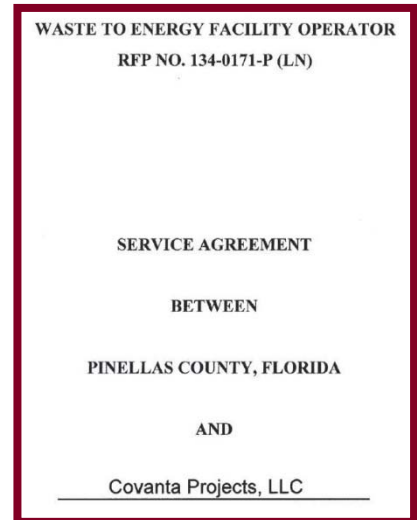 WASTE TO ENERGY FACILITY OPERATOR
RFP NO. 134-0171-P (LN)
SERVICE AGREEMENT
BETWEEN
PINELLAS COUNTY, FLORIDA
AND
Covanta Projects, LLC